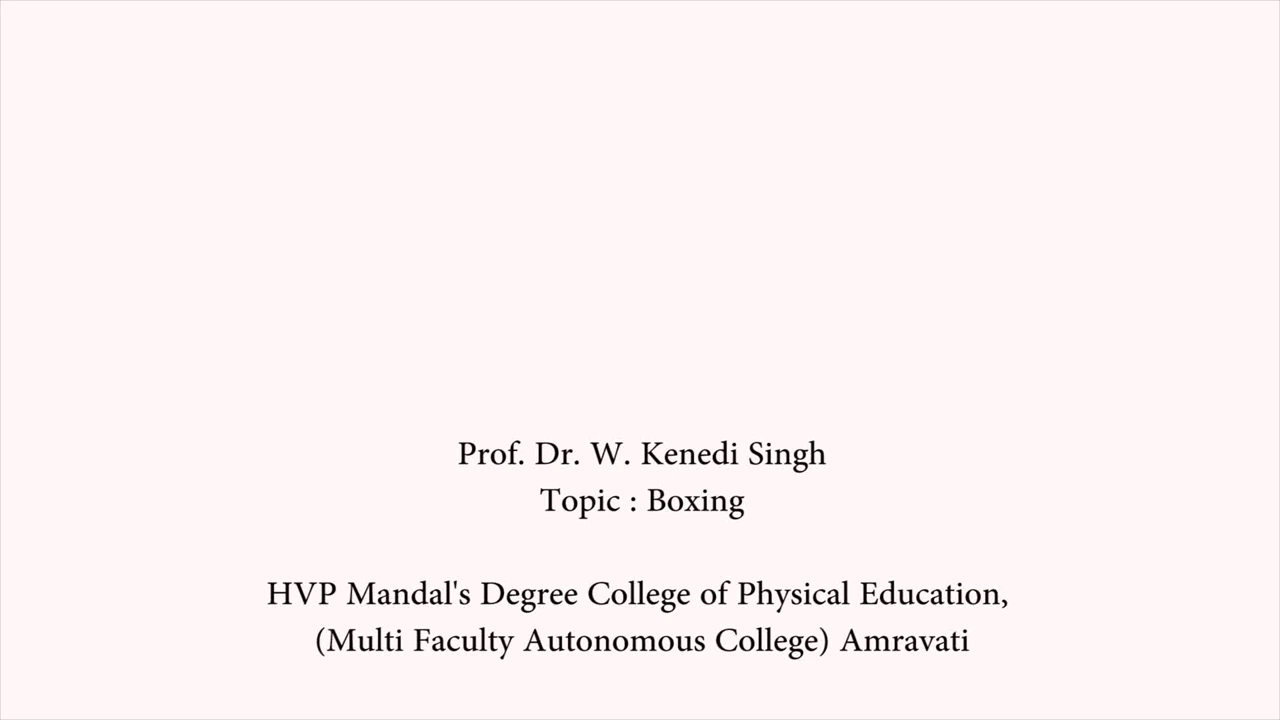 Prof. Dr. W. Kenedi Singh
Topic : Boxing
HVP Mandal's Degree College of Physical Education,
(Multi Faculty Autonomous College) Amravati